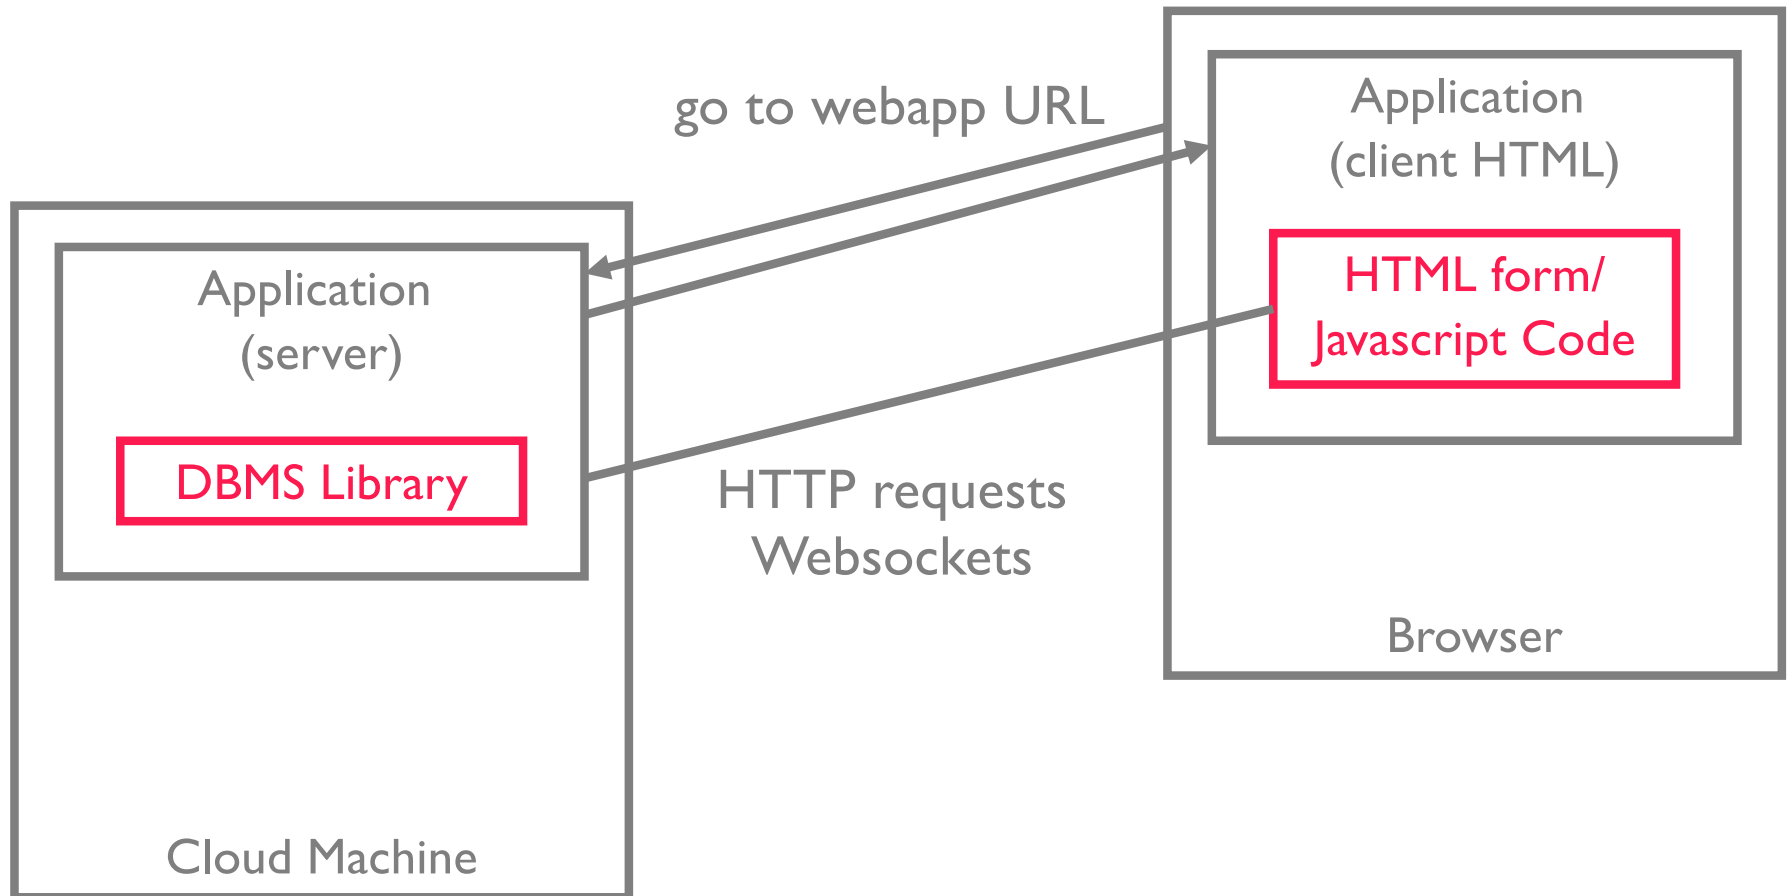 go to webapp URL
Application
(client HTML)
HTML form/
Javascript Code
Browser
Application
(server)
DBMS Library
HTTP requests
Websockets
Cloud Machine